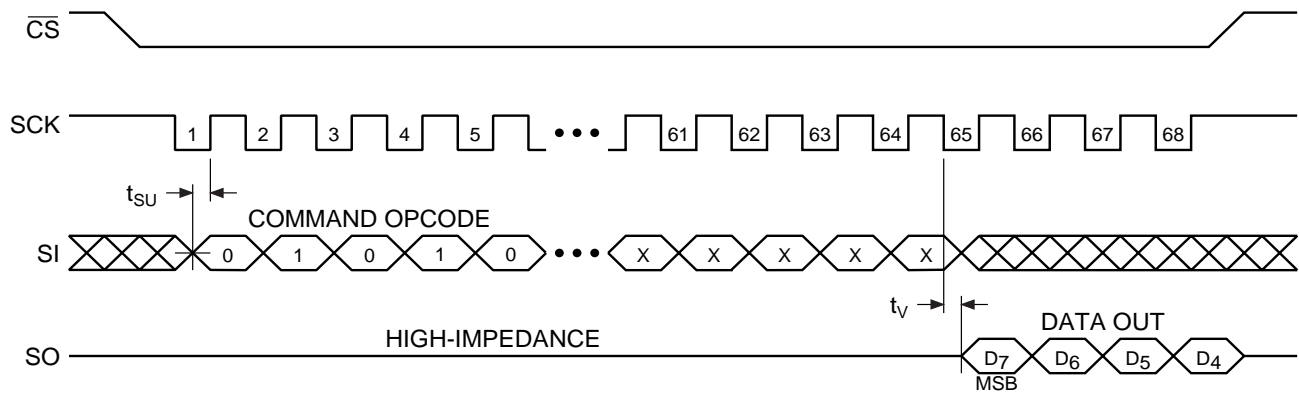 CS
SCK 1 2 3 4 5 ••• 61 62 63 64 65 66 67 68
tSU
COMMAND OPCODE
SI 0 1 0 1 0 ••• X X X X X
tV
HIGH-IMPEDANCE
DATA OUT
SO D7 D6 D5 D4
MSB